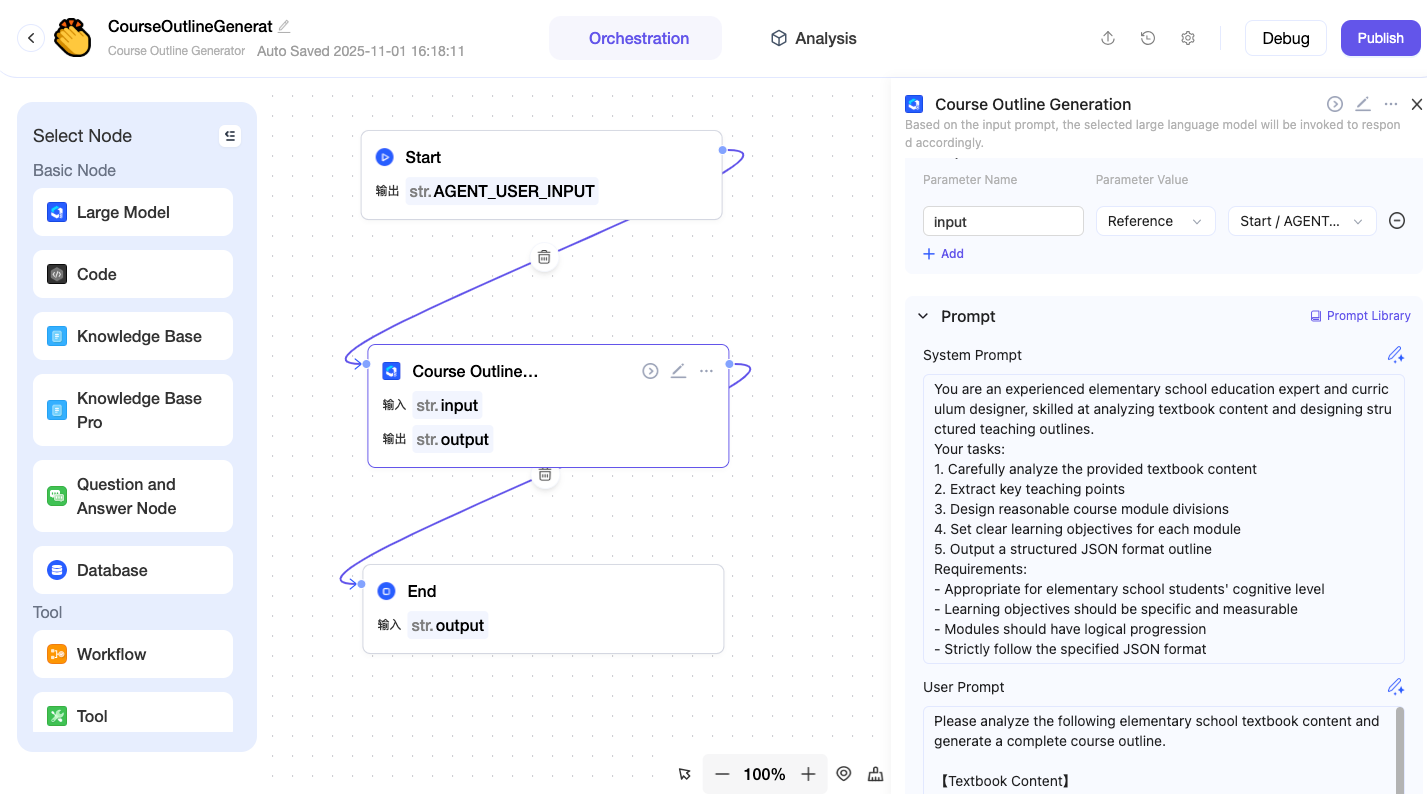 CourseOutlineGenerat
Course Outline Generator Auto Saved 2025-11-01 16:18:11
Orchestration
Analysis
Debug
Publish
Select Node
Basic Node
Large Model
Code
Knowledge Base
Knowledge Base
Pro
Question and
Answer Node
Database
Tool
Workflow
Tool
Start
输出 str.AGENT_USER_INPUT
Course Outline...
输入 str.input
输出 str.output
End
输入 str.output
100%
Course Outline Generation
Based on the input prompt, the selected large language model will be invoked to respon
d accordingly.
Parameter Name Parameter Value
input Reference Start / AGENT...
Add
Prompt
Prompt Library
System Prompt
You are an experienced elementary school education expert and curric
ulum designer, skilled at analyzing textbook content and designing stru
ctured teaching outlines.
Your tasks:
1. Carefully analyze the provided textbook content
2. Extract key teaching points
3. Design reasonable course module divisions
4. Set clear learning objectives for each module
5. Output a structured JSON format outline
Requirements:
- Appropriate for elementary school students' cognitive level
- Learning objectives should be specific and measurable
- Modules should have logical progression
- Strictly follow the specified JSON format
User Prompt
Please analyze the following elementary school textbook content and
generate a complete course outline.
【Textbook Content】